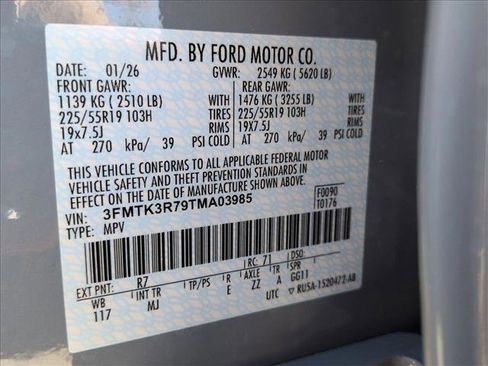 MFD. BY FORD MOTOR CO.
DATE: 01/26 GVWR: 2549 KG ( 5620 LB)
FRONT GAWR: REAR GAWR:
1139 KG ( 2510 LB) WITH 1476 KG ( 3255 LB) WITH
225/55R19 103H TIRES 225/55R19 103H TIRES
19x7.5J RIMS 19x7.5J RIMS
AT 270 kPa/ 39 PSI COLD AT 270 kPa/ 39 PSI COLD
THIS VEHICLE CONFORMS TO ALL APPLICABLE FEDERAL MOTOR
VEHICLE SAFETY AND THEFT PREVENTION STANDARDS IN
EFFECT ON THE DATE OF MANUFACTURE SHOWN ABOVE.
VIN: 3FMTK3R79TMA03985 F0090
TYPE: MPV T0176
EXT PNT: R7 RC: 71 DSO:
WB INT TR TP/PS R AXLE TR SPR
117 MJ E ZZ A GG11
UTC ▽ RU5A-1520472-AB